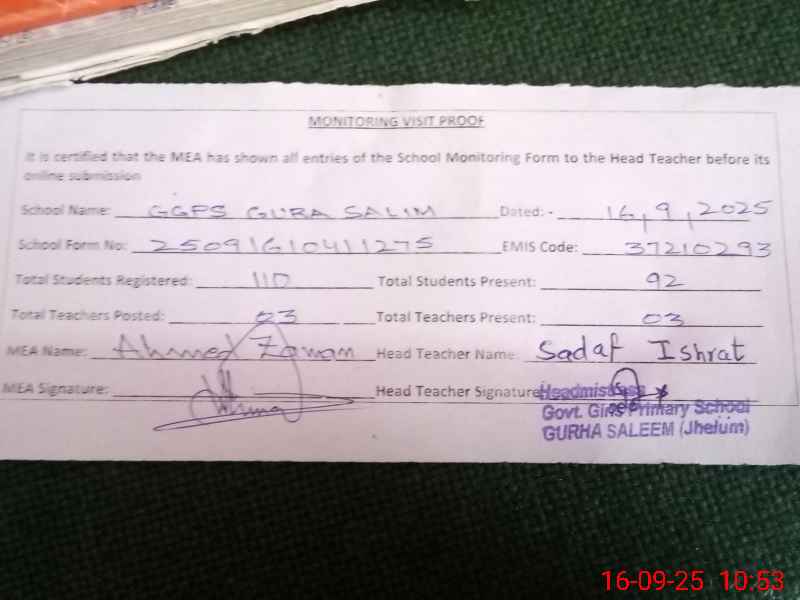 MONITORING VISIT PROOF
It is certified that the MEA has shown all entries of the School Monitoring Form to the Head Teacher before its
online submission
School Name: GGPS GURA SALIM Dated: - 16,9,2025
School Form No: 25091610411275 EMIS Code: 37210293
Total Students Registered: 110 Total Students Present: 92
Total Teachers Posted: 03 Total Teachers Present: 03
MEA Name: Ahmed Zaman Head Teacher Name Sadaf Ishrat
MEA Signature: Head Teacher Signature Headmistress
Govt. Girls Primary School
GURHA SALEEM (Jhelum)
16-09-25 10:53